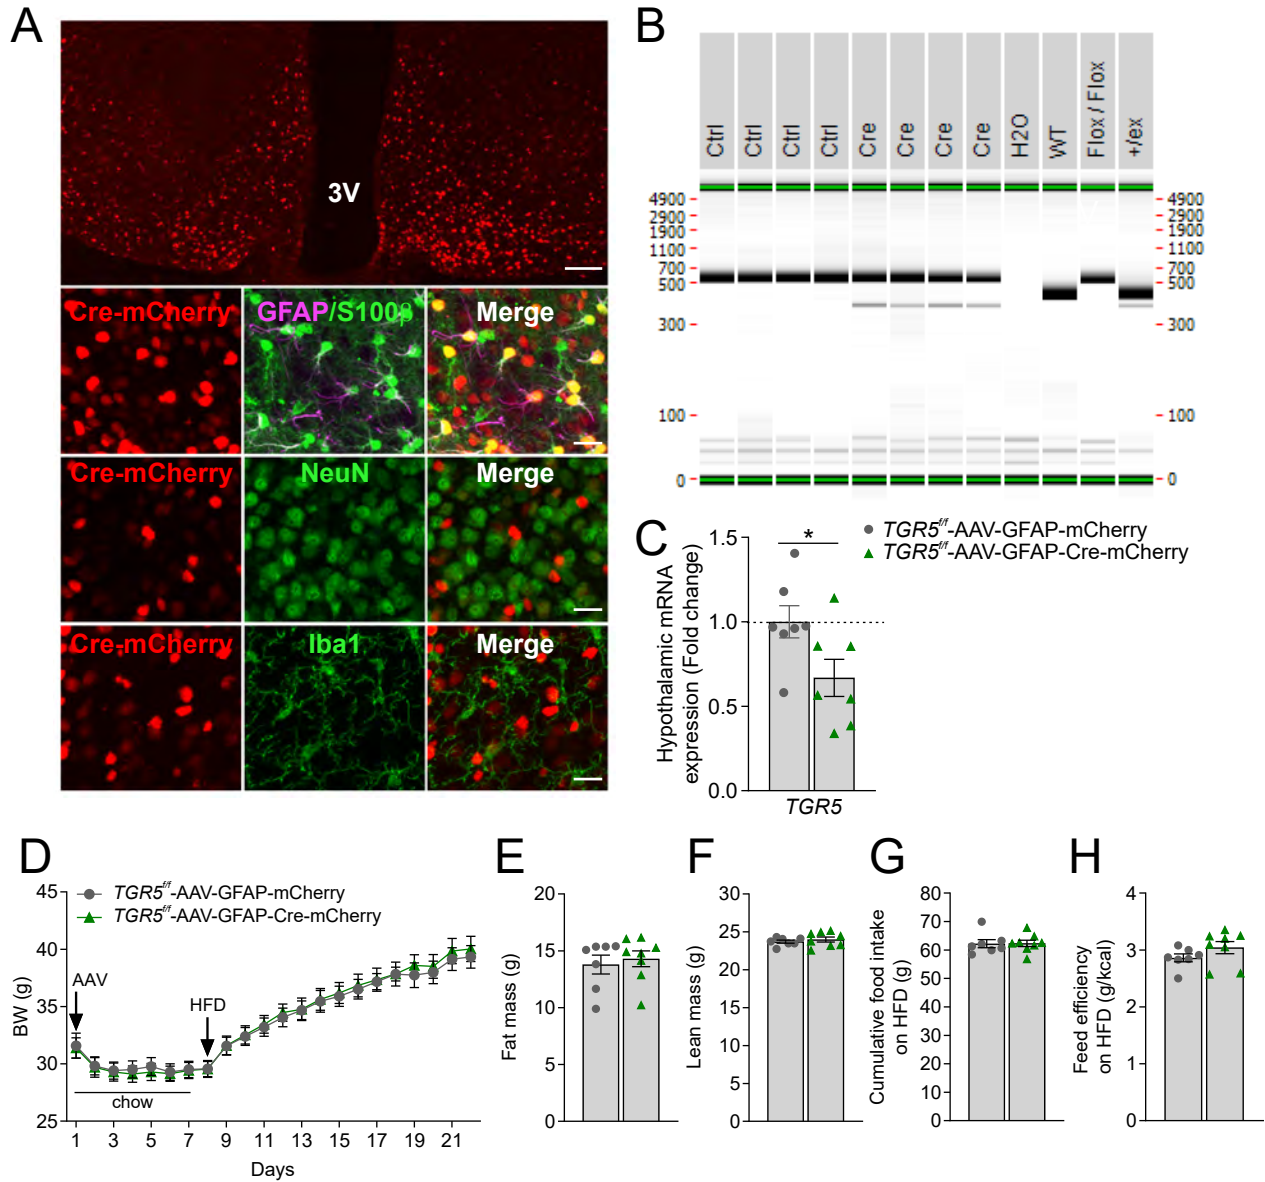 A
3V
Cre-mCherry
GFAP/S100β
Merge
Cre-mCherry
NeuN
Merge
Cre-mCherry
Iba1
Merge
B
Ctrl
Ctrl
Ctrl
Ctrl
Cre
Cre
Cre
Cre
H2O
WT
Flox / Flox
+/ex
4900
2900
1900
1100
700
500
300
100
0
4900
2900
1900
1100
700
500
300
100
0
C
TGR5f/f-AAV-GFAP-mCherry
TGR5f/f-AAV-GFAP-Cre-mCherry
Hypothalamic mRNA
expression (Fold change)
1.5
1.0
0.5
0.0
*
TGR5
D
TGR5f/f-AAV-GFAP-mCherry
TGR5f/f-AAV-GFAP-Cre-mCherry
BW (g)
45
40
35
30
25
AAV
HFD
chow
1 3 5 7 9 11 13 15 17 19 21
Days
E
Fat mass (g)
20
15
10
5
0
F
Lean mass (g)
30
25
20
15
10
5
0
G
Cumulative food intake
on HFD (g)
80
70
60
50
40
30
20
10
0
H
Feed efficiency
on HFD (g/kcal)
4
3
2
1
0